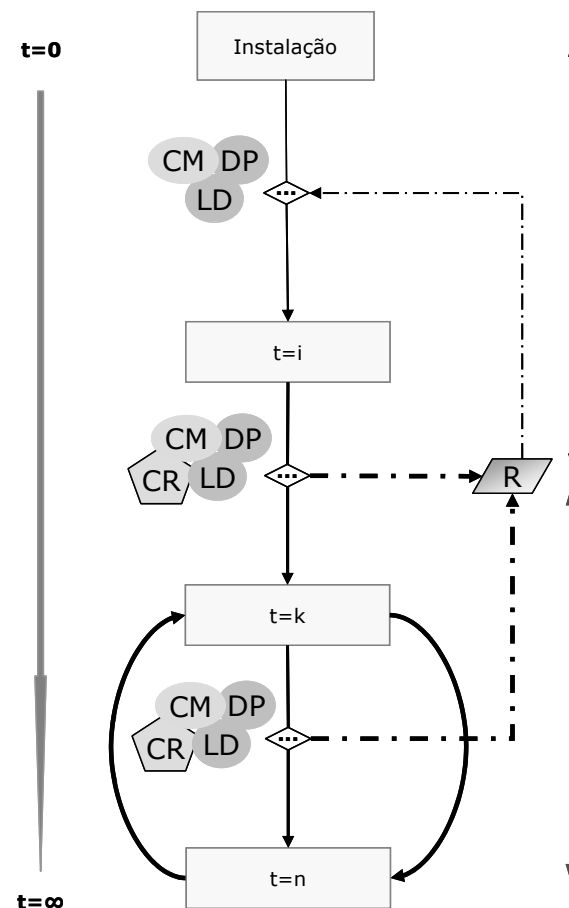 t=0
Instalação
CM DP
LD
...
t=i
CM DP
CR LD
...
R
t=k
CM DP
CR LD
...
t=n
t=∞